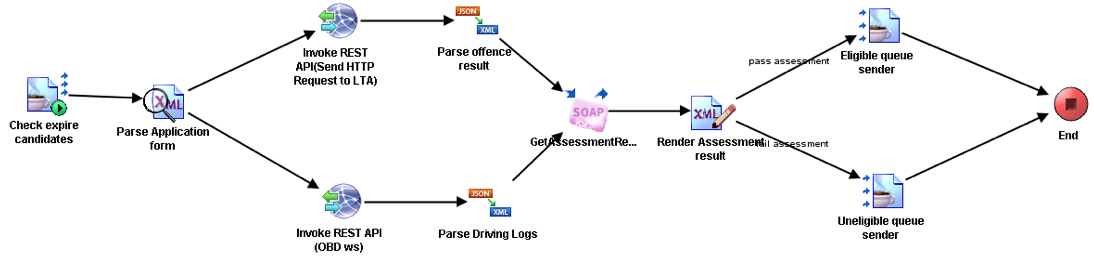 Check expire
candidates
XML
Parse Application
form
Invoke REST
API(Send HTTP
Request to LTA)
JSON
XML
Parse offence
result
Invoke REST API
(OBD ws)
JSON
XML
Parse Driving Logs
SOAP
GetAssessmentRe...
XML
Render Assessment
result
pass assessment
fail assessment
Eligible queue
sender
Uneligible queue
sender
End